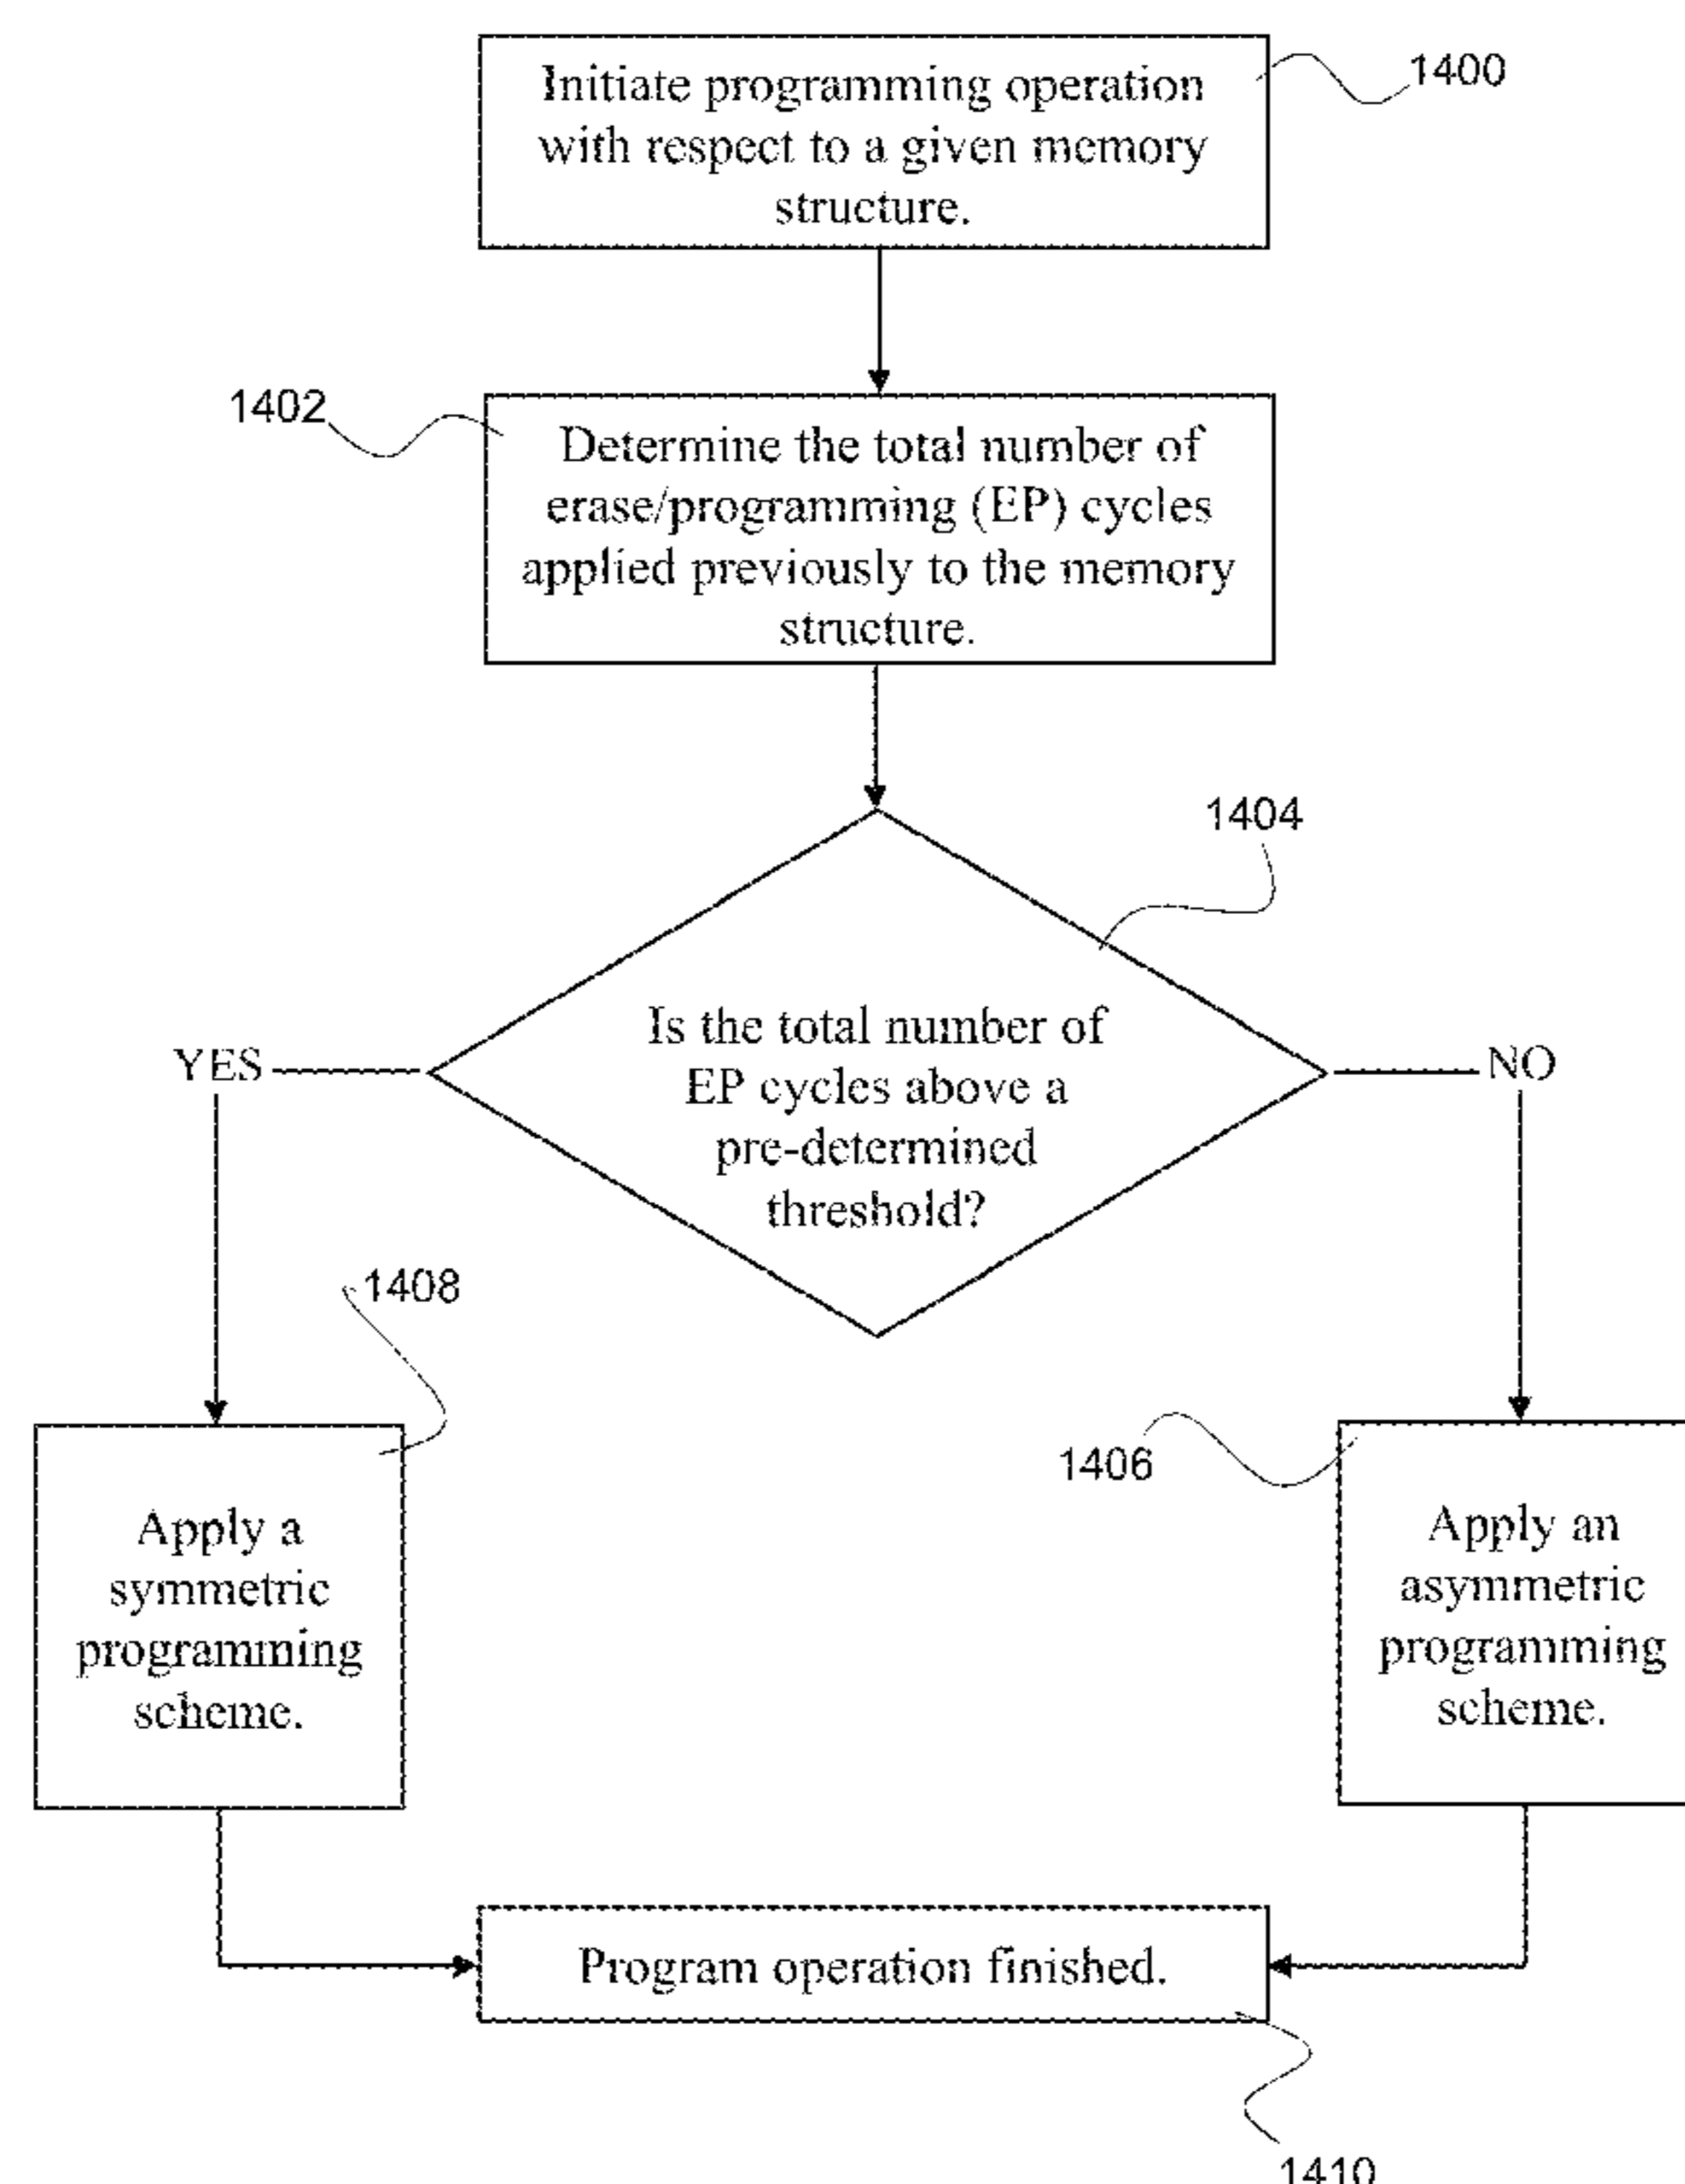 Initiate programming operation
with respect to a given memory
structure.
1400
1402
Determine the total number of
erase/programming (EP) cycles
applied previously to the memory
structure.
1404
Is the total number of
EP cycles above a
pre-determined
threshold?
YES
NO
1408
1406
Apply a
symmetric
programming
scheme.
Apply an
asymmetric
programming
scheme.
Program operation finished.
1410